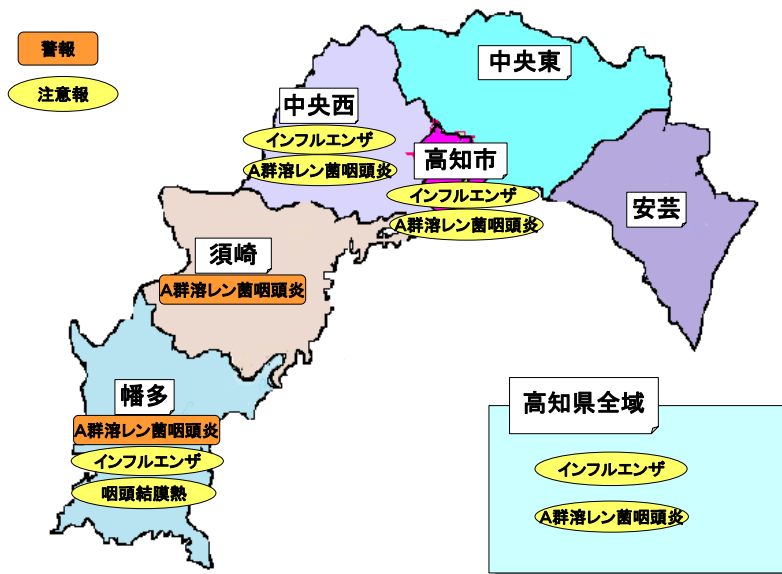 警報
注意報
中央東
中央西
インフルエンザ
A群溶レン菌咽頭炎
高知市
インフルエンザ
A群溶レン菌咽頭炎
安芸
須崎
A群溶レン菌咽頭炎
幡多
A群溶レン菌咽頭炎
インフルエンザ
咽頭結膜熱
高知県全域
インフルエンザ
A群溶レン菌咽頭炎